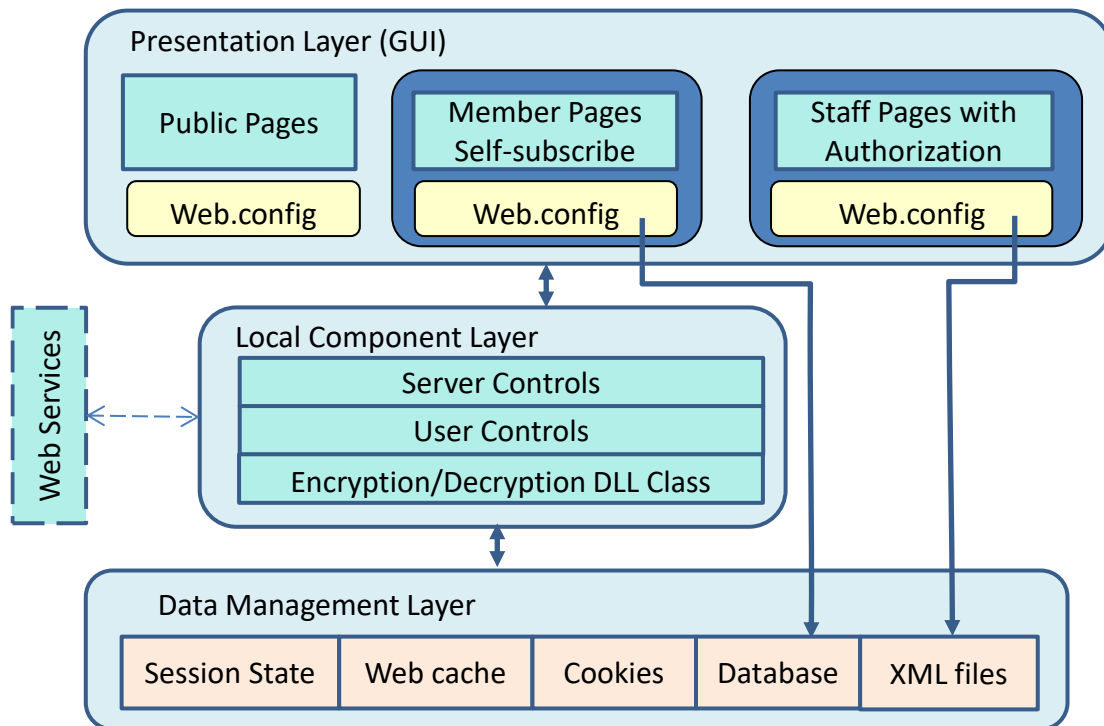 Presentation Layer (GUI)
Public Pages
Member Pages
Self-subscribe
Staff Pages with
Authorization
Web.config
Web.config
Web.config
Web Services
Local Component Layer
Server Controls
User Controls
Encryption/Decryption DLL Class
Data Management Layer
Session State
Web cache
Cookies
Database
XML files